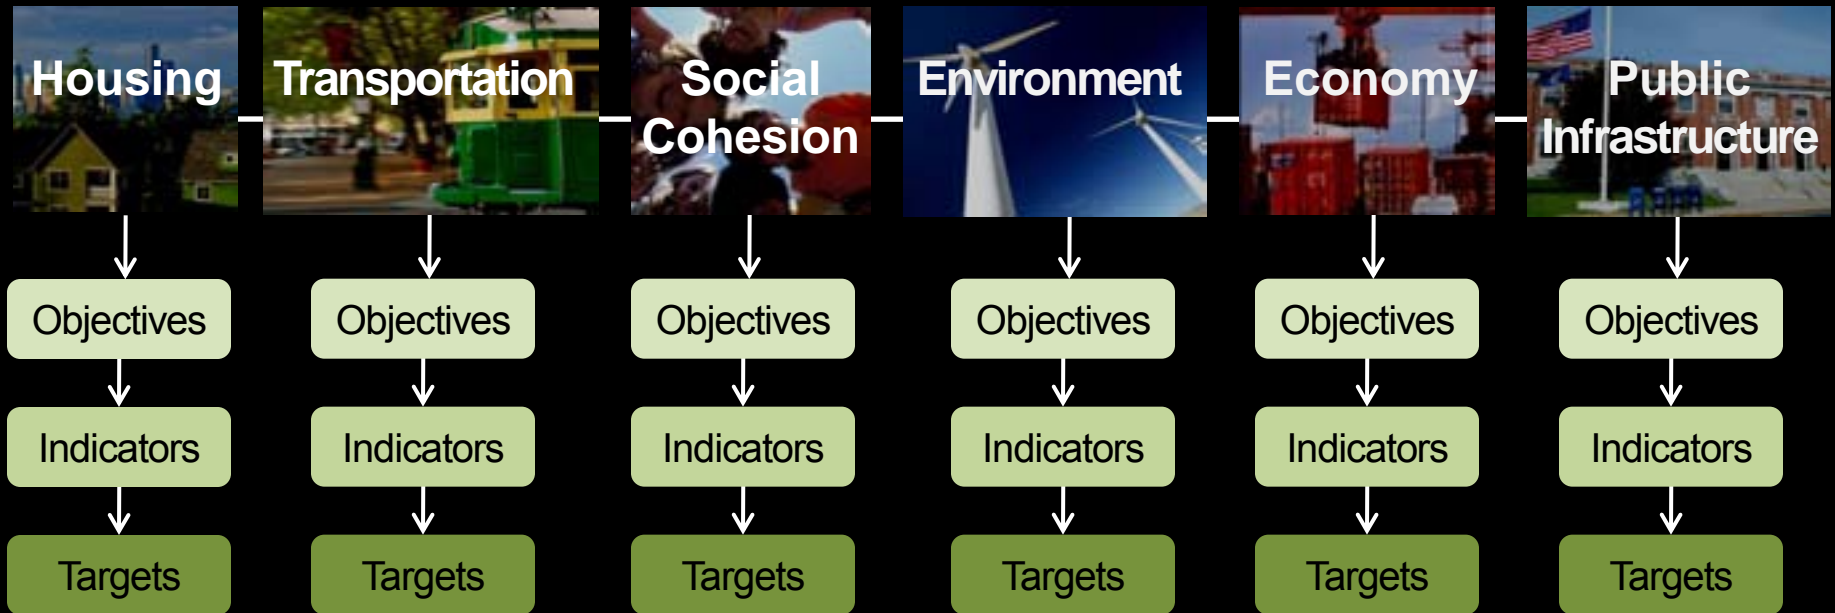 Housing
Transportation
Social
Cohesion
Environment
Economy
Public
Infrastructure
Objectives
Objectives
Objectives
Objectives
Objectives
Objectives
Indicators
Indicators
Indicators
Indicators
Indicators
Indicators
Targets
Targets
Targets
Targets
Targets
Targets